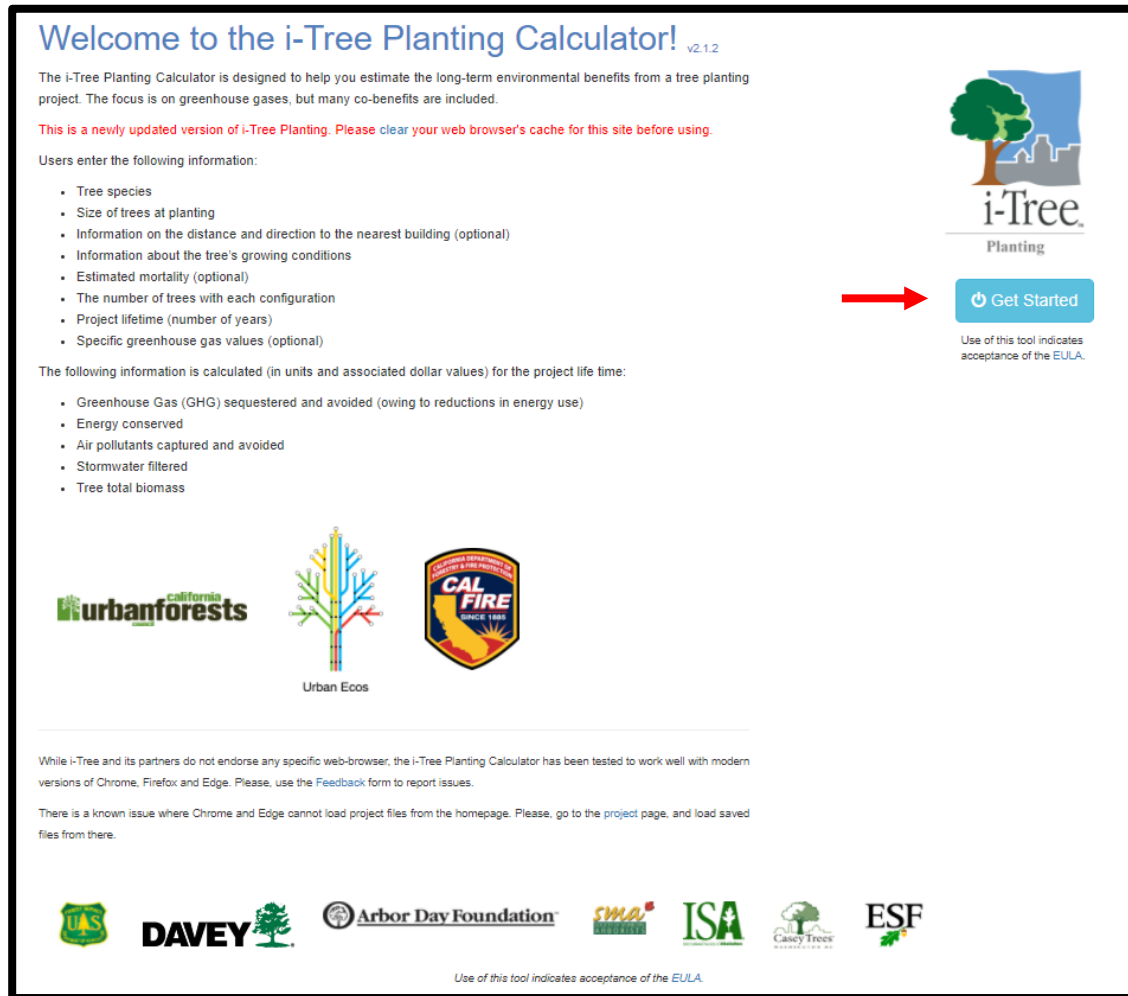 Welcome to the i-Tree Planting Calculator! v2.1.2
The i-Tree Planting Calculator is designed to help you estimate the long-term environmental benefits from a tree planting
project. The focus is on greenhouse gases, but many co-benefits are included.
This is a newly updated version of i-Tree Planting. Please clear your web browser's cache for this site before using.
Users enter the following information:
• Tree species
• Size of trees at planting
• Information on the distance and direction to the nearest building (optional)
• Information about the tree's growing conditions
• Estimated mortality (optional)
• The number of trees with each configuration
• Project lifetime (number of years)
• Specific greenhouse gas values (optional)
i-Tree™
Planting
Get Started
Use of this tool indicates
acceptance of the EULA.
The following information is calculated (in units and associated dollar values) for the project life time:
• Greenhouse Gas (GHG) sequestered and avoided (owing to reductions in energy use)
• Energy conserved
• Air pollutants captured and avoided
• Stormwater filtered
• Tree total biomass
california
urbanforests
council
Urban Ecos
CALIFORNIA DEPARTMENT OF
FORESTRY & FIRE PROTECTION
CAL
FIRE
SINCE 1885
While i-Tree and its partners do not endorse any specific web-browser, the i-Tree Planting Calculator has been tested to work well with modern
versions of Chrome, Firefox and Edge. Please, use the Feedback form to report issues.
There is a known issue where Chrome and Edge cannot load project files from the homepage. Please, go to the project page, and load saved
files from there.
UAS
DAVEY
Arbor Day Foundation
sma
ISA
Casey Trees
WASHINGTON DC
ESF
Use of this tool indicates acceptance of the EULA.